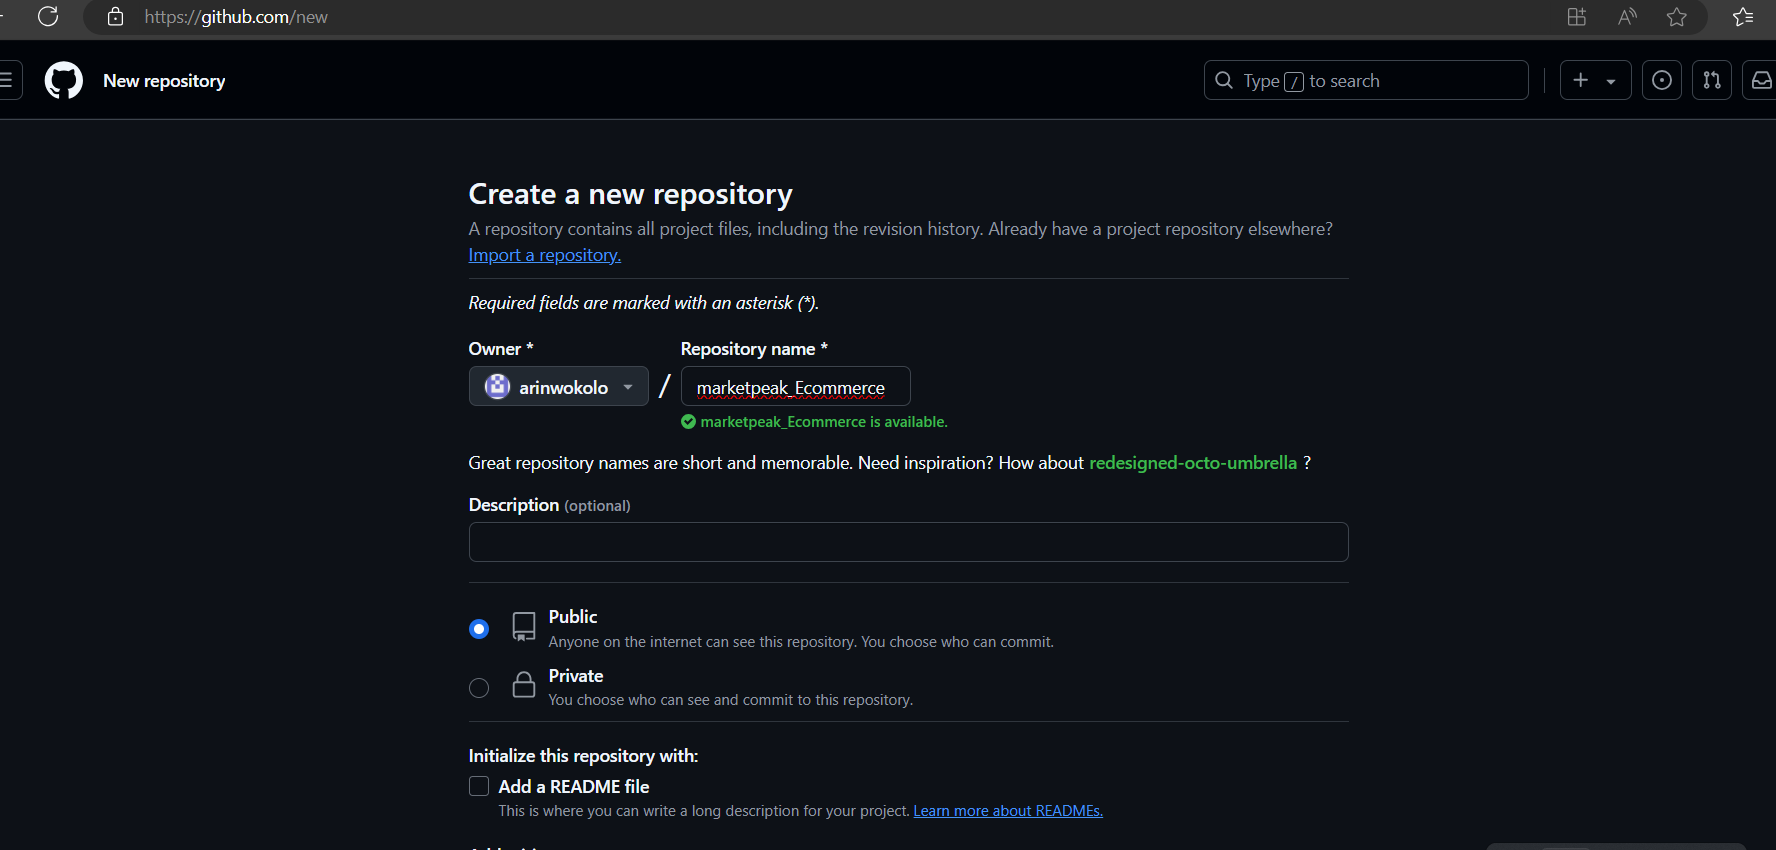 https://github.com/new
New repository
Type / to search
Create a new repository
A repository contains all project files, including the revision history. Already have a project repository elsewhere?
Import a repository.
Required fields are marked with an asterisk (*).
Owner *
Repository name *
arinwokolo
/
marketpeak_Ecommerce
marketpeak_Ecommerce is available.
Great repository names are short and memorable. Need inspiration? How about redesigned-octo-umbrella ?
Description (optional)
Public
Anyone on the internet can see this repository. You choose who can commit.
Private
You choose who can see and commit to this repository.
Initialize this repository with:
Add a README file
This is where you can write a long description for your project. Learn more about READMEs.